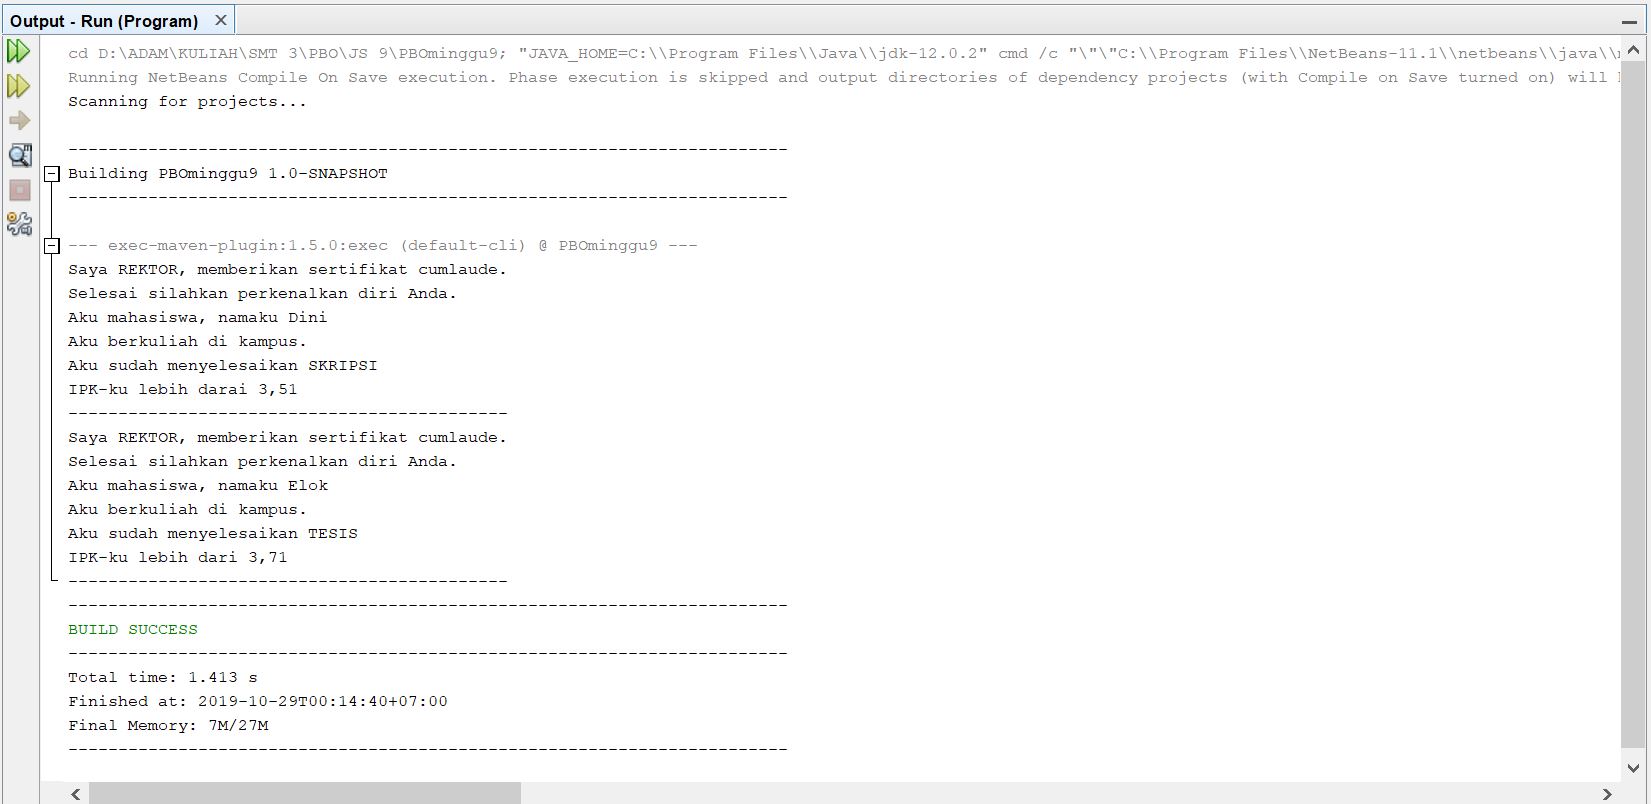 Output - Run (Program)
cd D:\ADAM\KULIAH\SMT 3\PBO\JS 9\PBOminggu9; "JAVA_HOME=C:\\Program Files\\Java\\jdk-12.0.2" cmd /c "\"\"C:\\Program Files\\NetBeans-11.1\\netbeans\\java\\
Running NetBeans Compile On Save execution. Phase execution is skipped and output directories of dependency projects (with Compile on Save turned on) will
Scanning for projects...
------------------------------------------------------------------------
Building PBOminggu9 1.0-SNAPSHOT
------------------------------------------------------------------------
--- exec-maven-plugin:1.5.0:exec (default-cli) @ PBOminggu9 ---
Saya REKTOR, memberikan sertifikat cumlaude.
Selesai silahkan perkenalkan diri Anda.
Aku mahasiswa, namaku Dini
Aku berkuliah di kampus.
Aku sudah menyelesaikan SKRIPSI
IPK-ku lebih darai 3,51
--------------------------------------------
Saya REKTOR, memberikan sertifikat cumlaude.
Selesai silahkan perkenalkan diri Anda.
Aku mahasiswa, namaku Elok
Aku berkuliah di kampus.
Aku sudah menyelesaikan TESIS
IPK-ku lebih dari 3,71
--------------------------------------------
------------------------------------------------------------------------
BUILD SUCCESS
------------------------------------------------------------------------
Total time: 1.413 s
Finished at: 2019-10-29T00:14:40+07:00
Final Memory: 7M/27M
------------------------------------------------------------------------